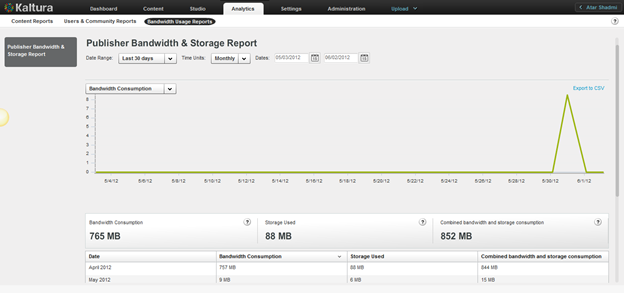 Kaltura Dashboard Content Studio Analytics Settings Administration Upload Atar Shadmi
Content Reports Users & Community Reports Bandwidth Usage Reports ?
Publisher Bandwidth &
Storage Report
Publisher Bandwidth & Storage Report
Date Range: Last 30 days Time Units: Monthly Dates: 05/03/2012 06/02/2012
Bandwidth Consumption Export to CSV
8
7
6
5
4
3
2
1
0
5/4/12 5/6/12 5/8/12 5/10/12 5/12/12 5/14/12 5/16/12 5/18/12 5/20/12 5/22/12 5/24/12 5/26/12 5/28/12 5/30/12 6/1/12
Bandwidth Consumption ? Storage Used ? Combined bandwidth and storage consumption ?
765 MB 88 MB 852 MB
Date Bandwidth Consumption Storage Used Combined bandwidth and storage consumption
April 2012 757 MB 88 MB 844 MB
May 2012 9 MB 6 MB 15 MB